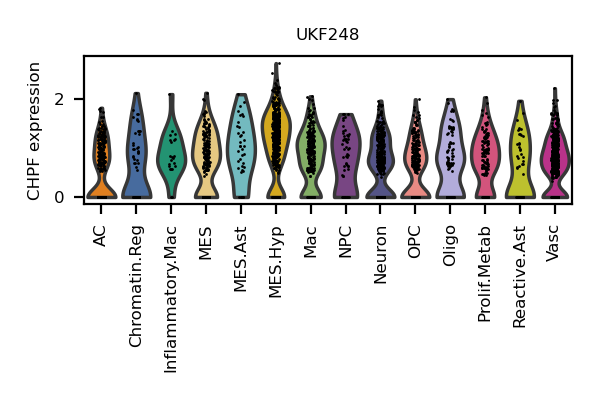 UKF248
CHPF expression
2
0
AC
Chromatin.Reg
Inflammatory.Mac
MES
MES.Ast
MES.Hyp
Mac
NPC
Neuron
OPC
Oligo
Prolif.Metab
Reactive.Ast
Vasc